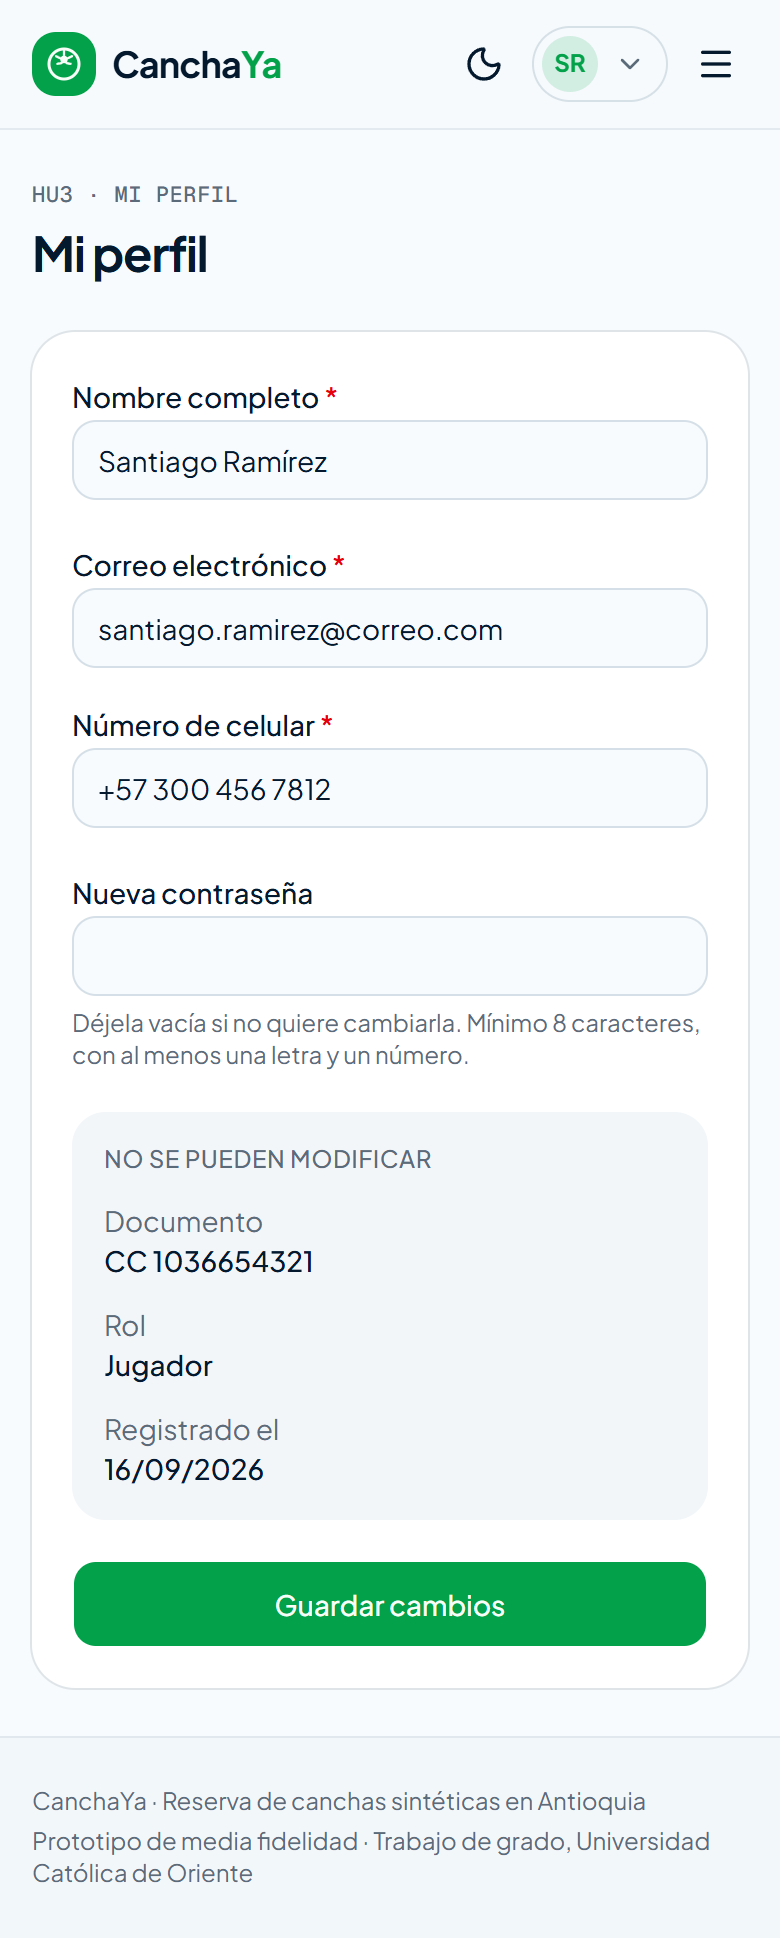 CanchaYa
SR
HU3 · MI PERFIL
Mi perfil
Nombre completo *
Santiago Ramírez
Correo electrónico *
santiago.ramirez@correo.com
Número de celular *
+57 300 456 7812
Nueva contraseña
Déjela vacía si no quiere cambiarla. Mínimo 8 caracteres,
con al menos una letra y un número.
NO SE PUEDEN MODIFICAR
Documento
CC 1036654321
Rol
Jugador
Registrado el
16/09/2026
Guardar cambios
CanchaYa · Reserva de canchas sintéticas en Antioquia
Prototipo de media fidelidad · Trabajo de grado, Universidad
Católica de Oriente